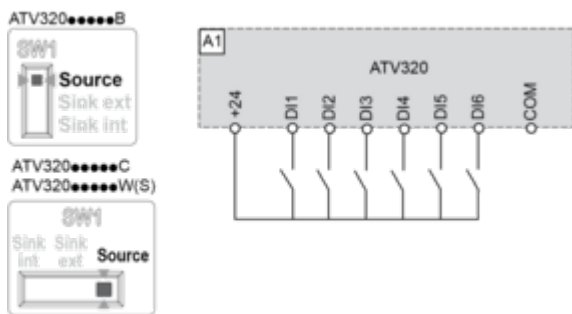 ATV320●●●●●B
SW1
Source
Sink ext
Sink int
ATV320●●●●●C
ATV320●●●●●W(S)
SW1
Sink int
Sink ext
Source
A1
ATV320
+24
DI1
DI2
DI3
DI4
DI5
DI6
COM